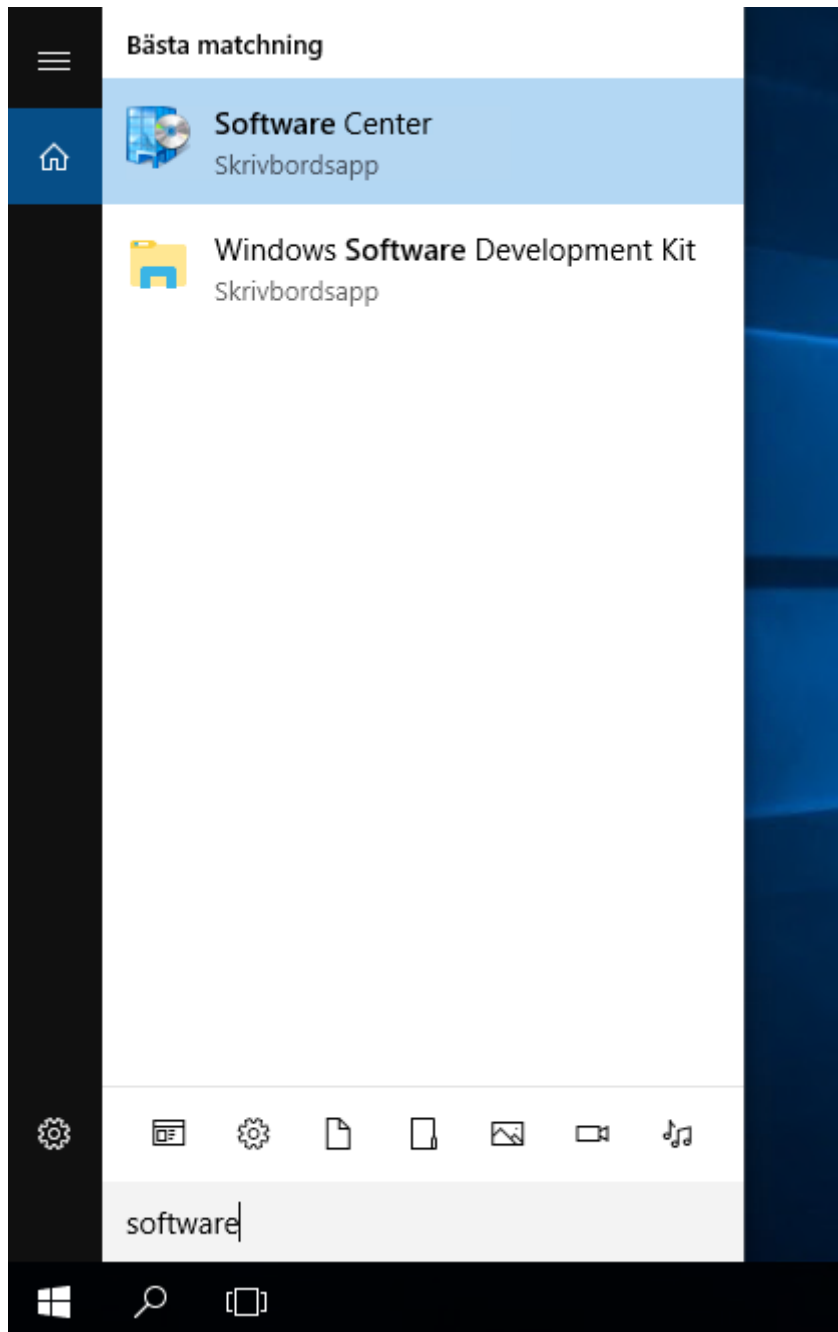 Bästa matchning
Software Center
Skrivbordsapp
Windows Software Development Kit
Skrivbordsapp
software